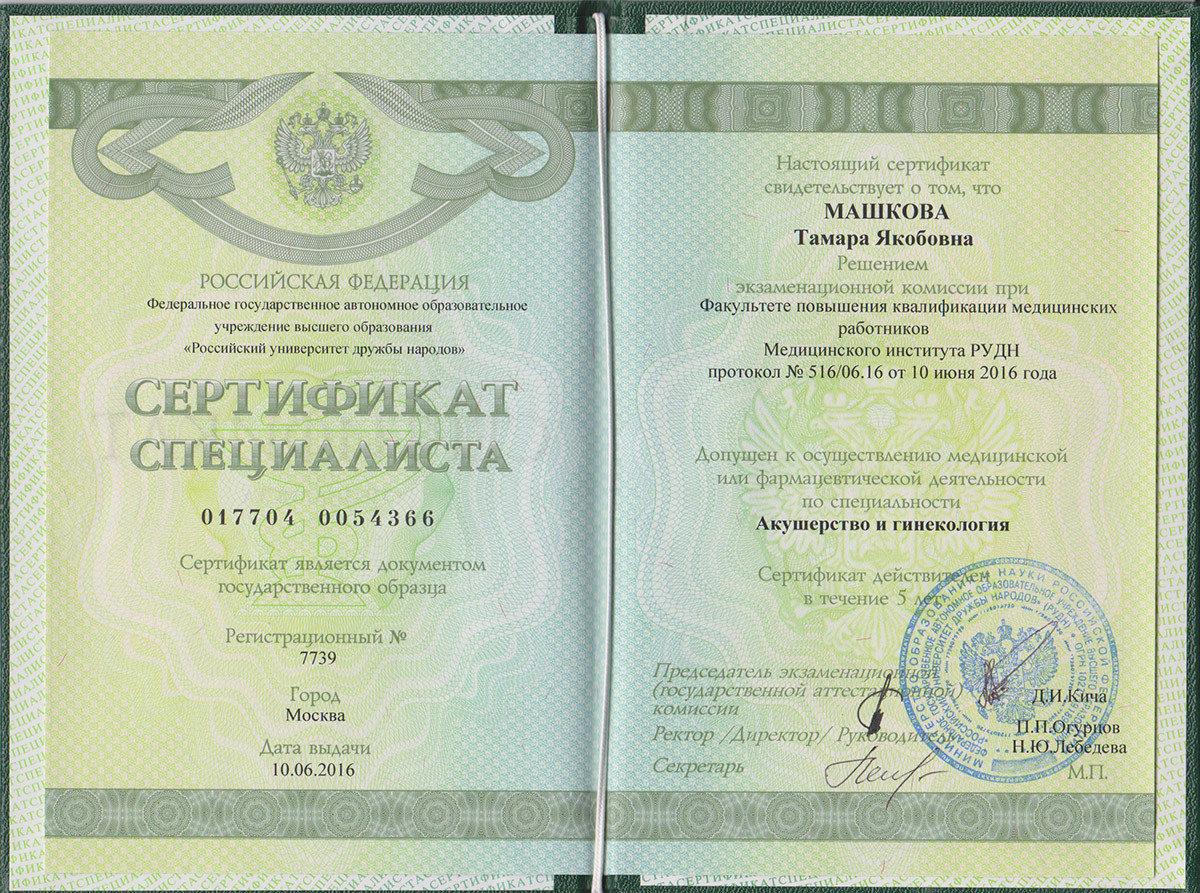 РОССИЙСКАЯ ФЕДЕРАЦИЯ
Федеральное государственное автономное образовательное
учреждение высшего образования
«Российский университет дружбы народов»
СЕРТИФИКАТ
СПЕЦИАЛИСТА
017704 0054366
Сертификат является документом
государственного образца
Регистрационный №
7739
Город
Москва
Дата выдачи
10.06.2016
Настоящий сертификат
свидетельствует о том, что
МАШКОВА
Тамара Якобовна
Решением
экзаменационной комиссии при
Факультете повышения квалификации медицинских
работников
Медицинского института РУДН
протокол № 516/06.16 от 10 июня 2016 года
Допущен к осуществлению медицинской
или фармацевтической деятельности
по специальности
Акушерство и гинекология
Сертификат действителен
в течение 5 лет
Председатель экзаменационной
(государственной аттестационной)
комиссии
Д.И.Кича
Ректор /Директор/ Руководитель
П.П.Огурцов
Н.Ю.Лебедева
Секретарь
М.П.